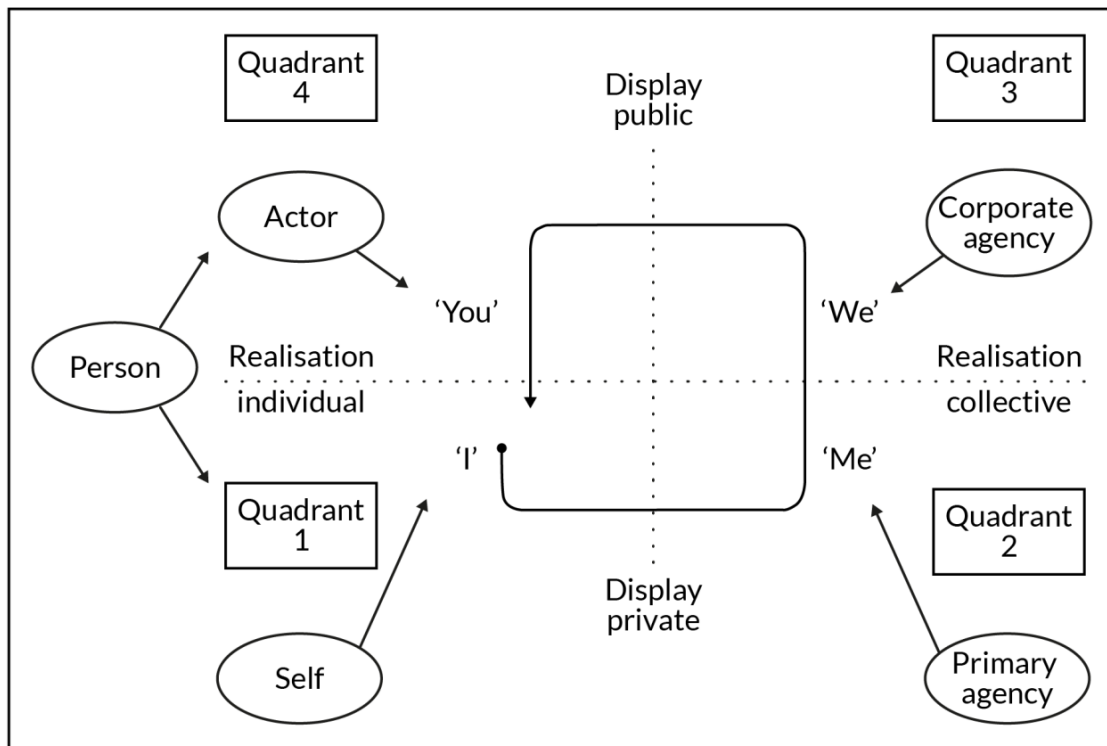 Quadrant
4
Display
public
Quadrant
3
Actor
Corporate
agency
‘You’
‘We’
Person
Realisation
individual
Realisation
collective
‘I’
‘Me’
Quadrant
1
Quadrant
2
Display
private
Self
Primary
agency